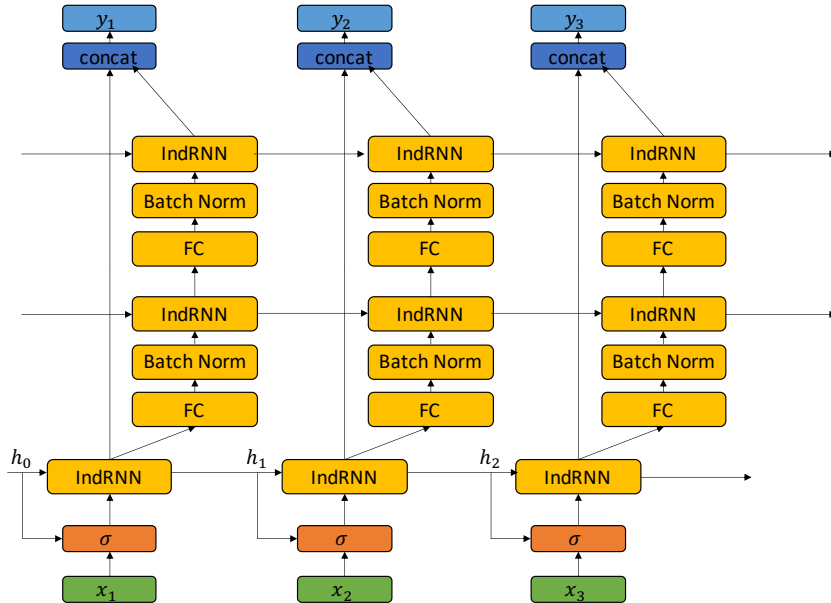 y₁ y₂ y₃
concat concat concat
IndRNN IndRNN IndRNN
Batch Norm Batch Norm Batch Norm
FC FC FC
IndRNN IndRNN IndRNN
Batch Norm Batch Norm Batch Norm
FC FC FC
h₀ h₁ h₂
IndRNN IndRNN IndRNN
σ σ σ
x₁ x₂ x₃